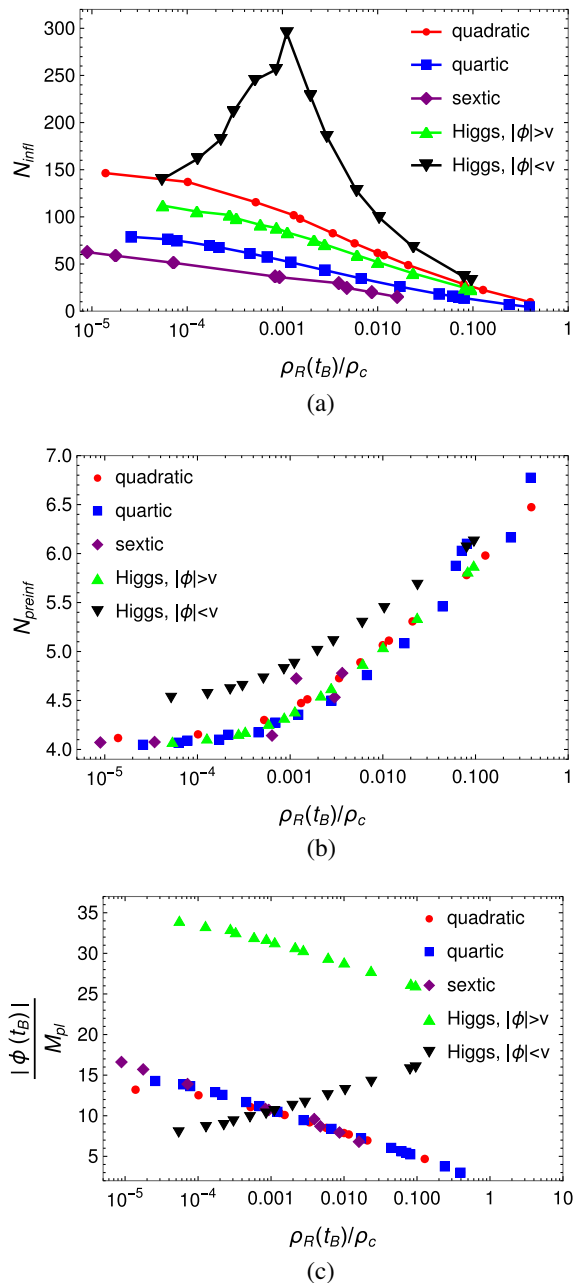 300
250
200
150
100
50
0
N_infl
quadratic
quartic
sextic
Higgs, |ϕ|>v
Higgs, |ϕ|<v
10⁻⁵ 10⁻⁴ 0.001 0.010 0.100
ρ_R(t_B)/ρ_c
(a)
7.0
6.5
6.0
5.5
5.0
4.5
4.0
N_preinf
quadratic
quartic
sextic
Higgs, |ϕ|>v
Higgs, |ϕ|<v
10⁻⁵ 10⁻⁴ 0.001 0.010 0.100 1
ρ_R(t_B)/ρ_c
(b)
35
30
25
20
15
10
5
|ϕ(t_B)|
M_pl
quadratic
quartic
sextic
Higgs, |ϕ|>v
Higgs, |ϕ|<v
10⁻⁵ 10⁻⁴ 0.001 0.010 0.100 1 10
ρ_R(t_B)/ρ_c
(c)